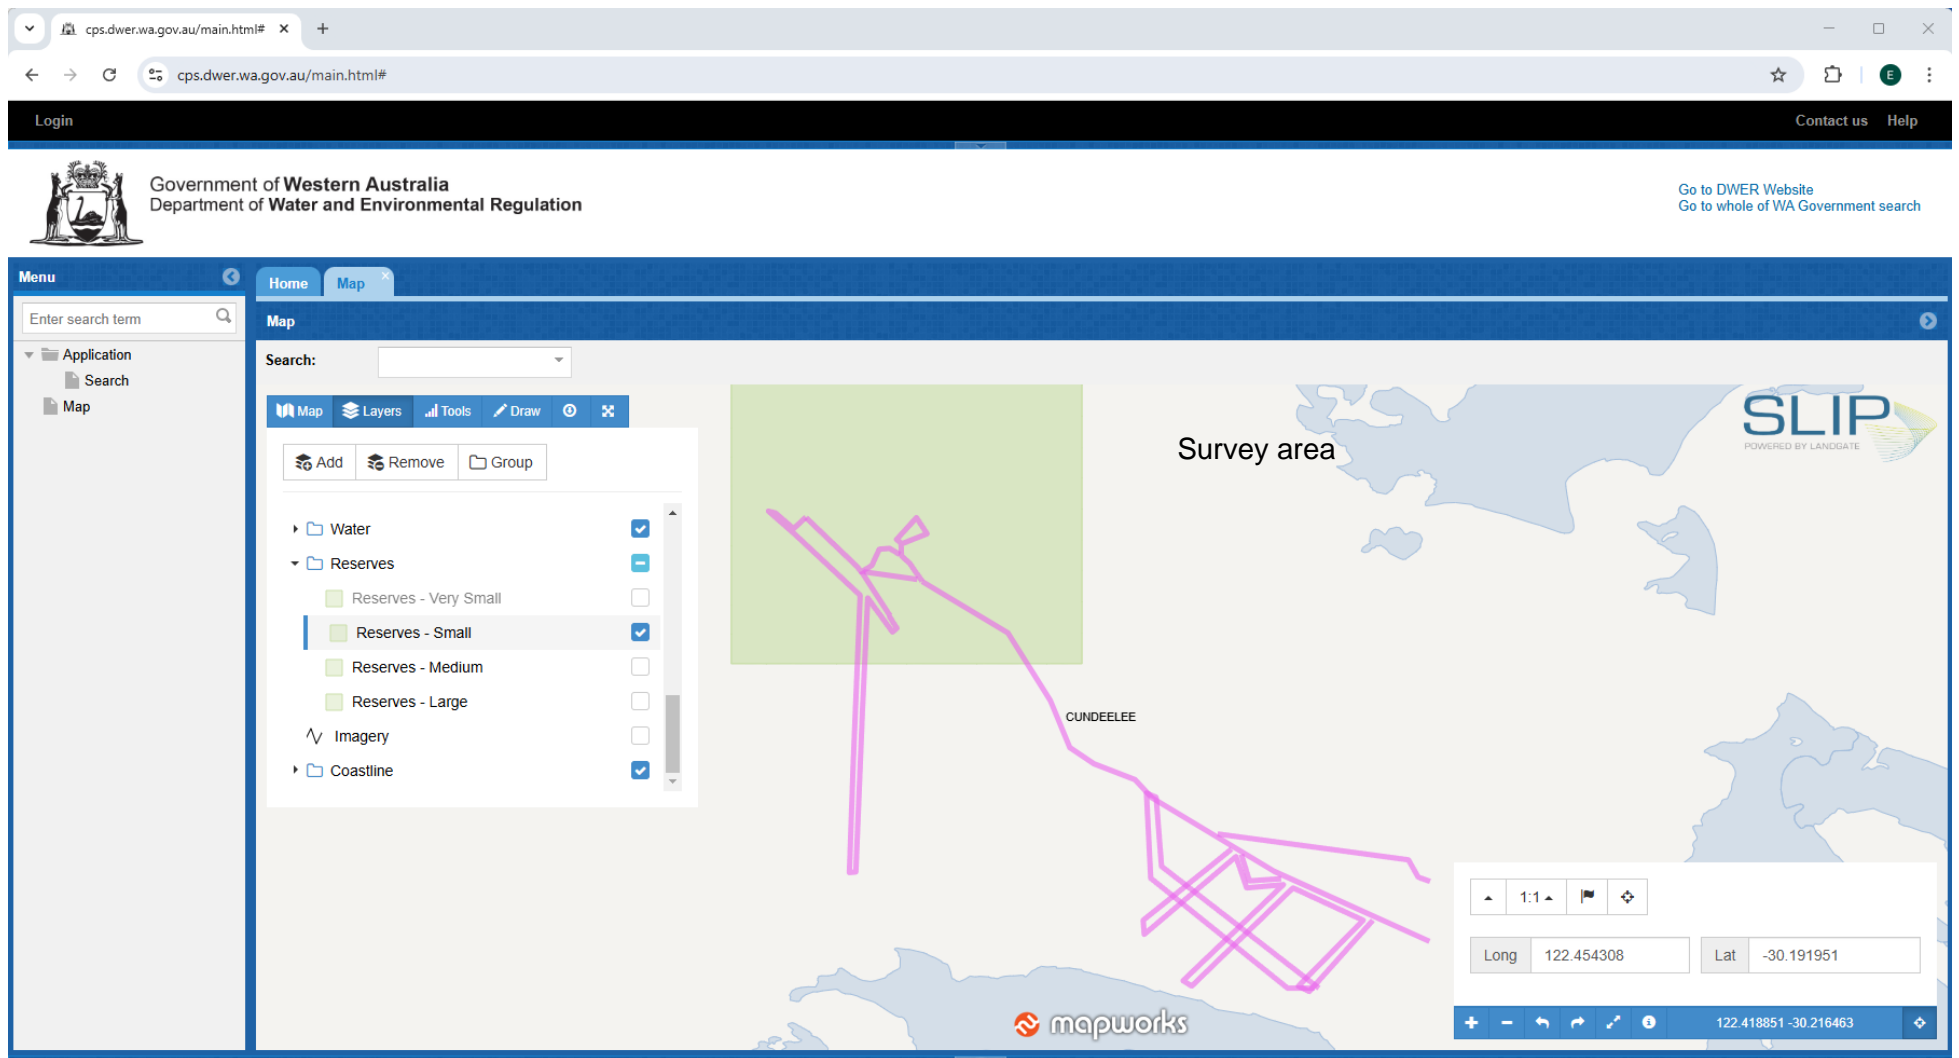 cps.dwer.wa.gov.au/main.html#
cps.dwer.wa.gov.au/main.html#
E
Login
Contact us Help
Government of Western Australia
Department of Water and Environmental Regulation
Go to DWER Website
Go to whole of WA Government search
Menu
Home Map
Enter search term
Map
Application
Search:
Search
Map
Map Layers Tools Draw
SLIP
POWERED BY LANDGATE
Survey area
Add Remove Group
Water
Reserves
Reserves - Very Small
Reserves - Small
Reserves - Medium
Reserves - Large
CUNDEELEE
Imagery
Coastline
1:1
Long 122.454308 Lat -30.191951
mapworks
122.418851 -30.216463